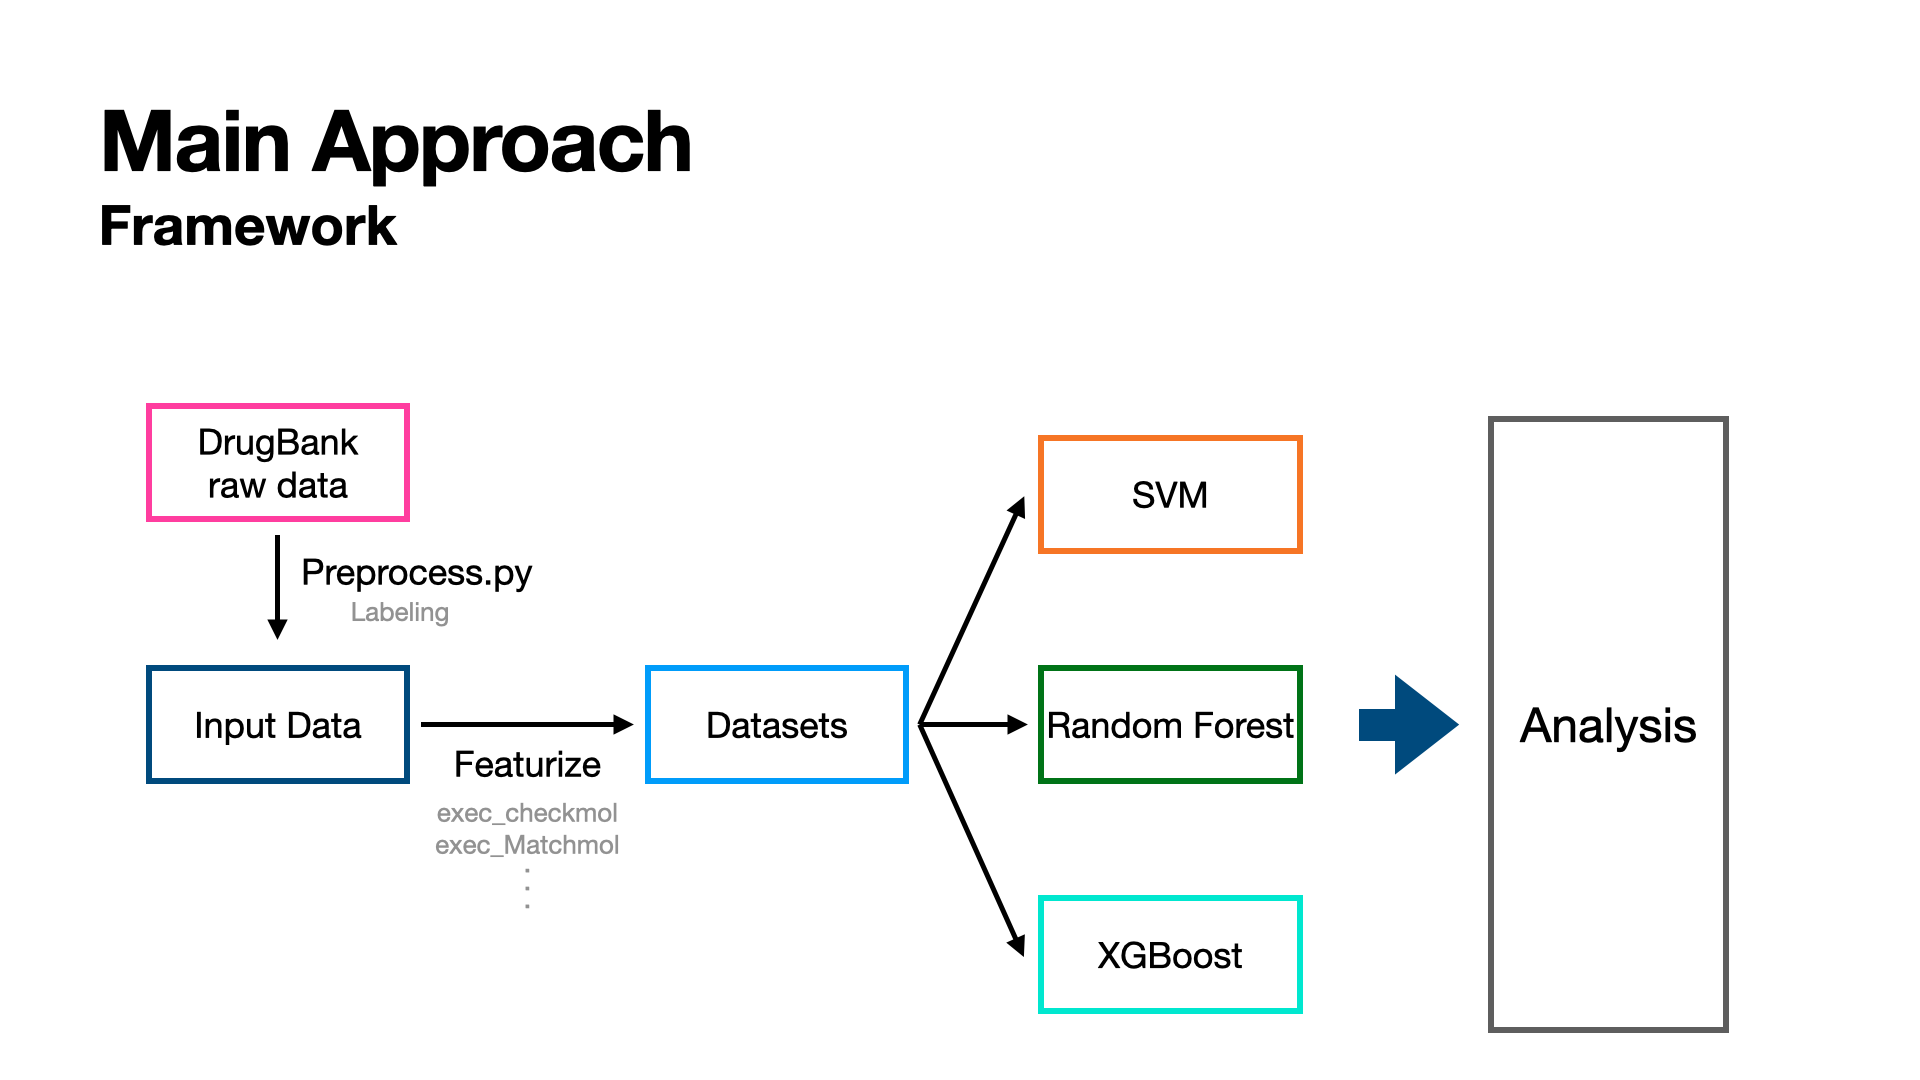 Main Approach
Framework
DrugBank
raw data
Preprocess.py
Labeling
Input Data
Featurize
exec_checkmol
exec_Matchmol
Datasets
SVM
Random Forest
XGBoost
Analysis